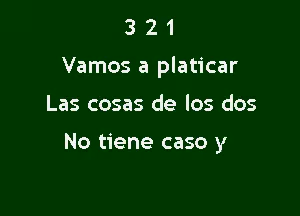 3 2 1
Vamos a platicar
Las cosas de los dos
No tiene caso y